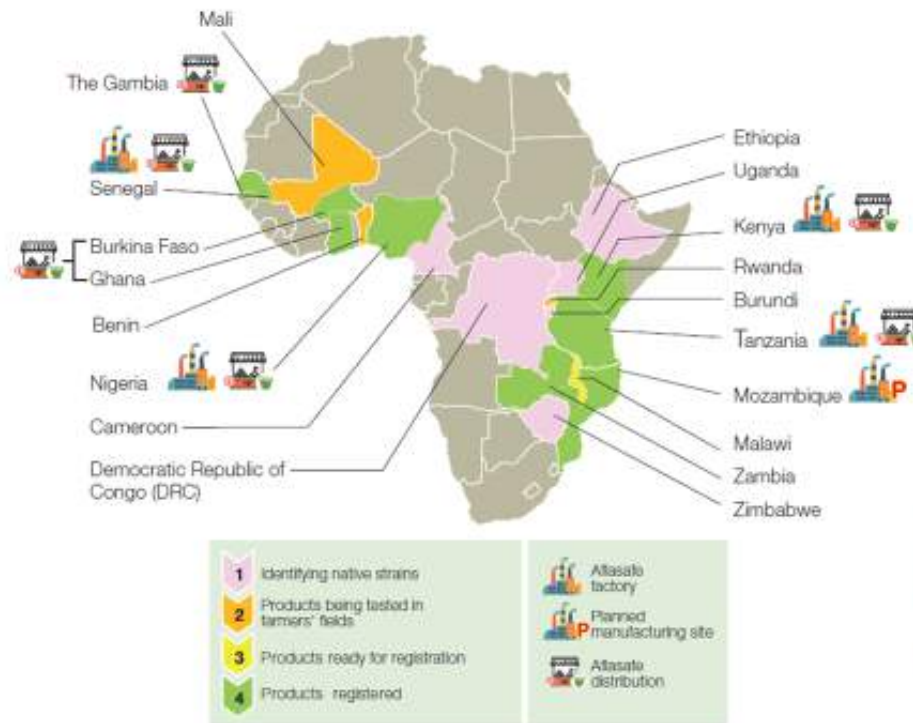 Mali
The Gambia
Senegal
Burkina Faso
Ghana
Benin
Nigeria
Cameroon
Democratic Republic of
Congo (DRC)
Ethiopia
Uganda
Kenya
Rwanda
Burundi
Tanzania
Mozambique
P
Malawi
Zambia
Zimbabwe
1 Identifying native strains
2 Products being tested in
farmers' fields
3 Products ready for registration
4 Products registered
Aflasafe
factory
P Planned
manufacturing site
Aflasafe
distribution